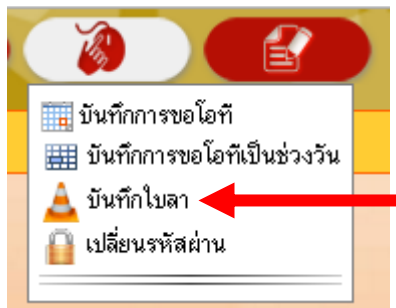 บันทึกการขอโอที
บันทึกการขอโอทีเป็นช่วงวัน
บันทึกใบลา
เปลี่ยนรหัสผ่าน